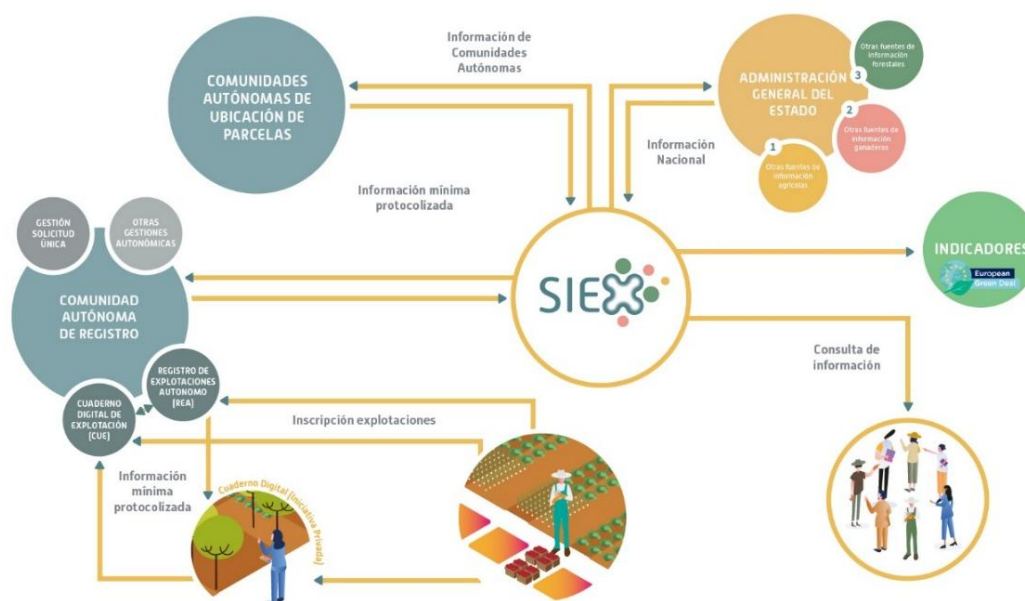 Información de
Comunidades
Autónomas
COMUNIDADES
AUTÓNOMAS DE
UBICACIÓN DE
PARCELAS
ADMINISTRACIÓN
GENERAL DEL
ESTADO
Otras fuentes de
información
forestales
3
2
Otras fuentes de
información
ganaderas
1
Otras fuentes de
información
agrícolas
Información
Nacional
Información mínima
protocolizada
GESTIÓN
SOLICITUD
ÚNICA
OTRAS
GESTIONES
AUTONÓMICAS
COMUNIDAD
AUTÓNOMA
DE REGISTRO
SIEX
INDICADORES
European
Green Deal
REGISTRO DE
EXPLOTACIONES
AUTONOMO
(REA)
CUADERNO
DIGITAL DE
EXPLOTACIÓN
(CUE)
Inscripción explotaciones
Consulta de
información
Información
mínima
protocolizada
Cuaderno Digital (Iniciativa Privada)